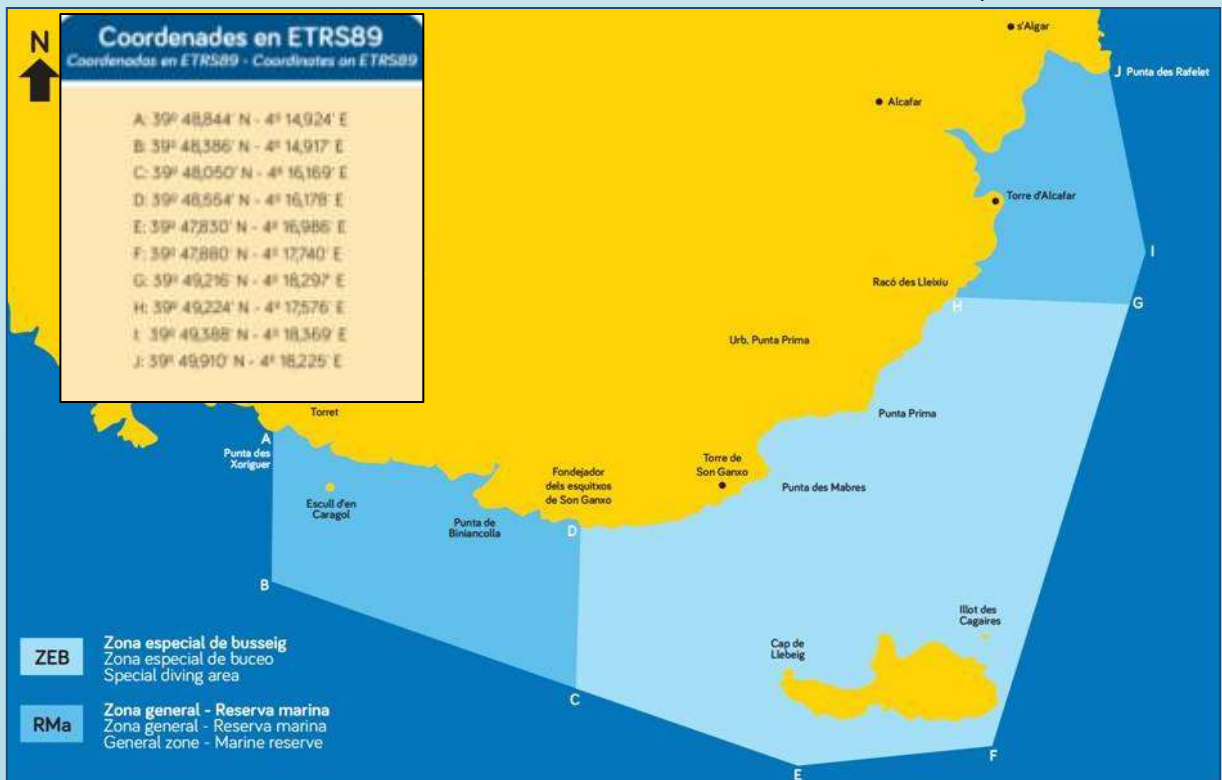 N
Coordenades en ETRS89
Coordenadas en ETRS89 - Coordinates on ETRS89
A: 39º 48,844' N - 4º 14,924' E
B: 39º 48,386' N - 4º 14,917' E
C: 39º 48,050' N - 4º 16,169' E
D: 39º 48,554' N - 4º 16,178' E
E: 39º 47,830' N - 4º 16,986' E
F: 39º 47,880' N - 4º 17,740' E
G: 39º 49,216' N - 4º 18,297' E
H: 39º 49,224' N - 4º 17,576' E
I: 39º 49,388' N - 4º 18,369' E
J: 39º 49,910' N - 4º 18,225' E
s'Algar
J Punta des Rafelet
Alcafar
Torre d'Alcafar
I
Racó des Lleixiu
H
G
Urb. Punta Prima
Torret
Punta Prima
A
Punta des
Xoriguer
Torre de
Son Ganxo
Fondejador
dels esquitxos
de Son Ganxo
Punta des Mabres
Escull d'en
Caragol
Punta de
Biniancolla
D
B
Illot des
Cagaires
Cap de
Llebeig
C
F
E
ZEB
Zona especial de busseig
Zona especial de buceo
Special diving area
RMa
Zona general - Reserva marina
Zona general - Reserva marina
General zone - Marine reserve